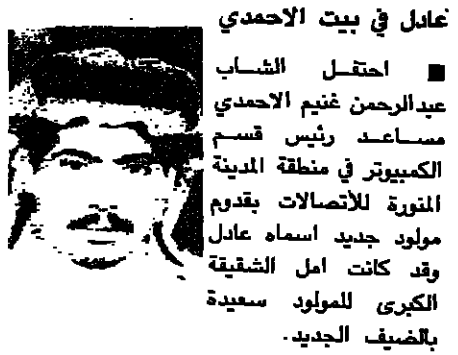 عادل في بيت الاحمدي
■ احتفل الشاب
عبدالرحمن غنيم الاحمدي
مساعد رئيس قسم
الكمبيوتر في منطقة المدينة
المنورة للأتصالات بقدوم
مولود جديد اسماه عادل
وقد كانت امل الشقيقة
الكبرى للمولود سعيدة
بالضيف الجديد.